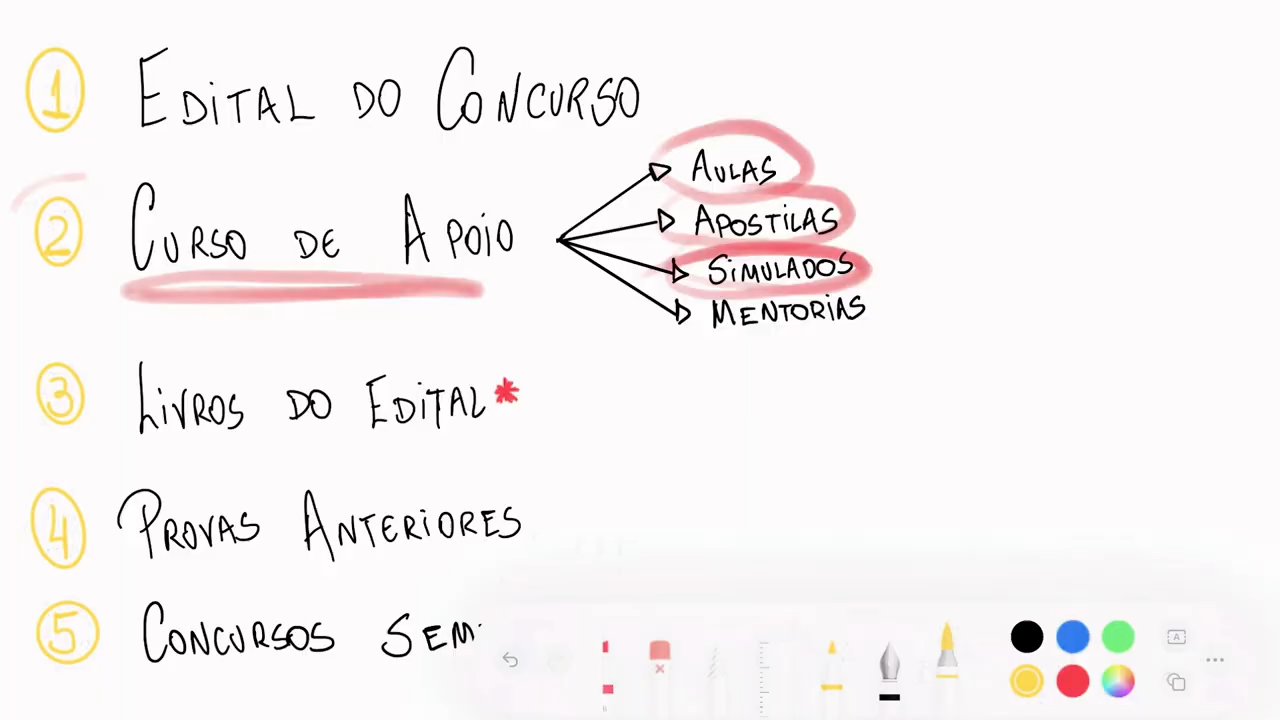 1 EDITAL DO CONCURSO
2 CURSO DE APOIO
AULAS
APOSTILAS
SIMULADOS
MENTORIAS
3 LIVROS DO EDITAL*
4 PROVAS ANTERIORES
5 CONCURSOS SEM
A